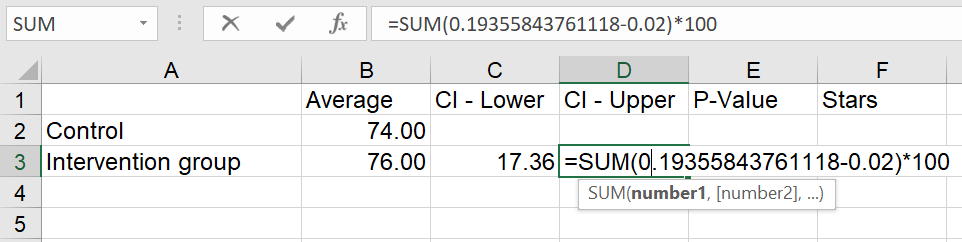 SUM fx =SUM(0.19355843761118-0.02)*100
A B C D E F
1 Average CI - Lower CI - Upper P-Value Stars
2 Control 74.00
3 Intervention group 76.00 17.36 =SUM(0.19355843761118-0.02)*100
4 SUM(number1, [number2], ...)
5